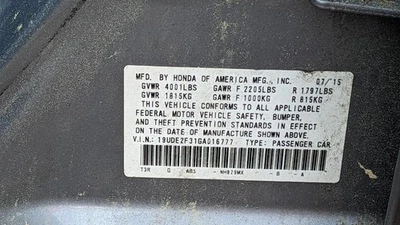 MFD. BY HONDA OF AMERICA MFG., INC. 07/15
GVWR 4001LBS GAWR F 2205LBS R 1797LBS
GVWR 1815KG GAWR F 1000KG R 815KG
THIS VEHICLE CONFORMS TO ALL APPLICABLE
FEDERAL MOTOR VEHICLE SAFETY, BUMPER,
AND THEFT PREVENTION STANDARDS IN EFFECT
ON THE DATE OF MANUFACTURE SHOWN ABOVE.
V.I.N.: 19UDE2F31GA016777 TYPE: PASSENGER CAR